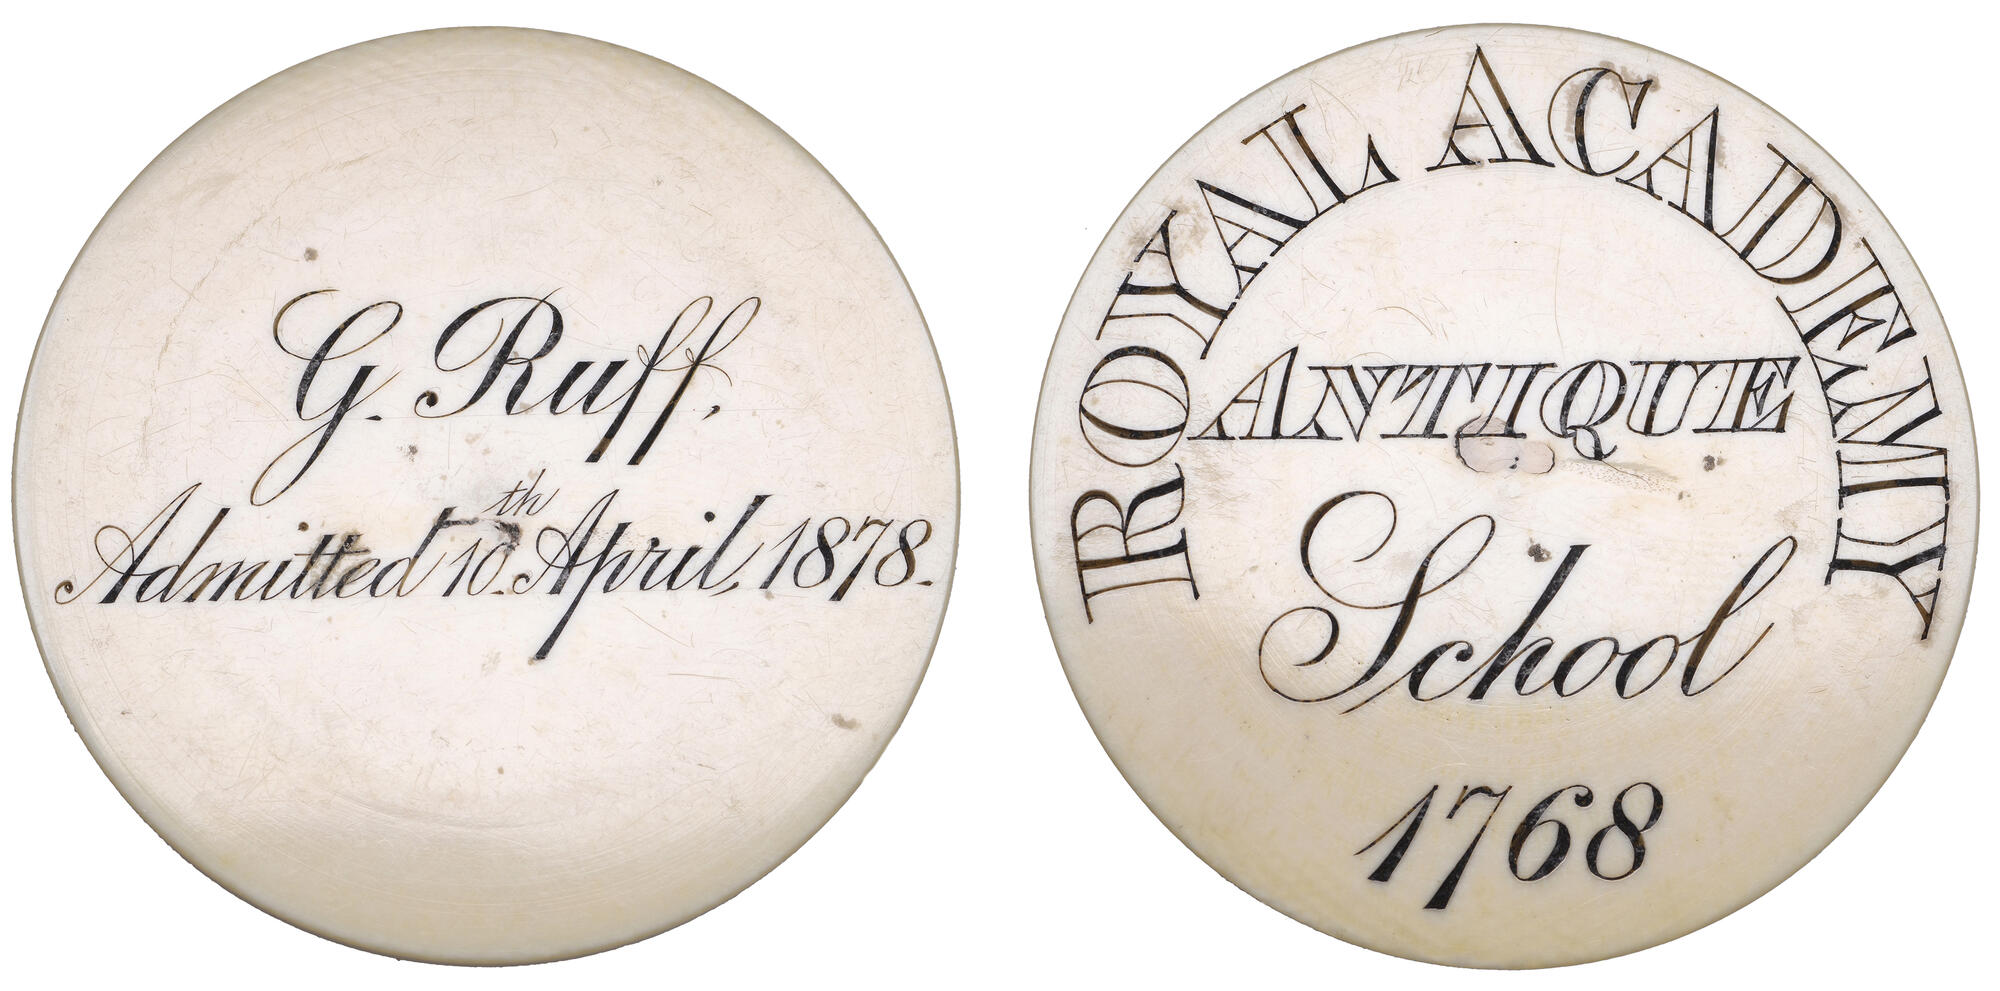 G. Ruff,
Admitted 10th April, 1878.
ROYAL ACADEMY
ANTIQUE
School
1768